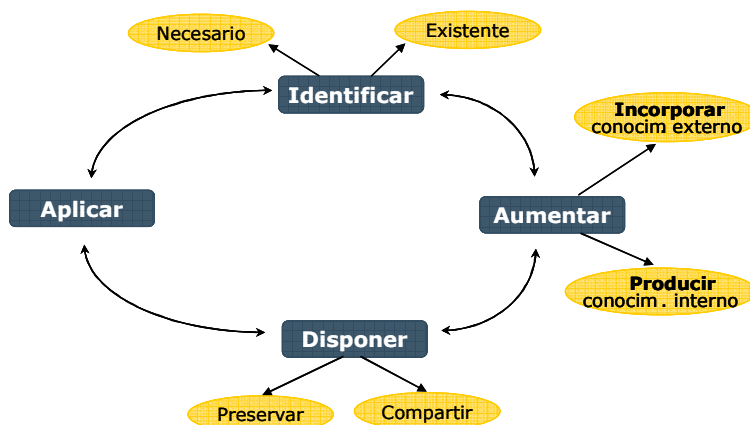 Necesario
Existente
Identificar
Incorporar
conocim externo
Aplicar
Aumentar
Producir
conocim . interno
Disponer
Preservar
Compartir